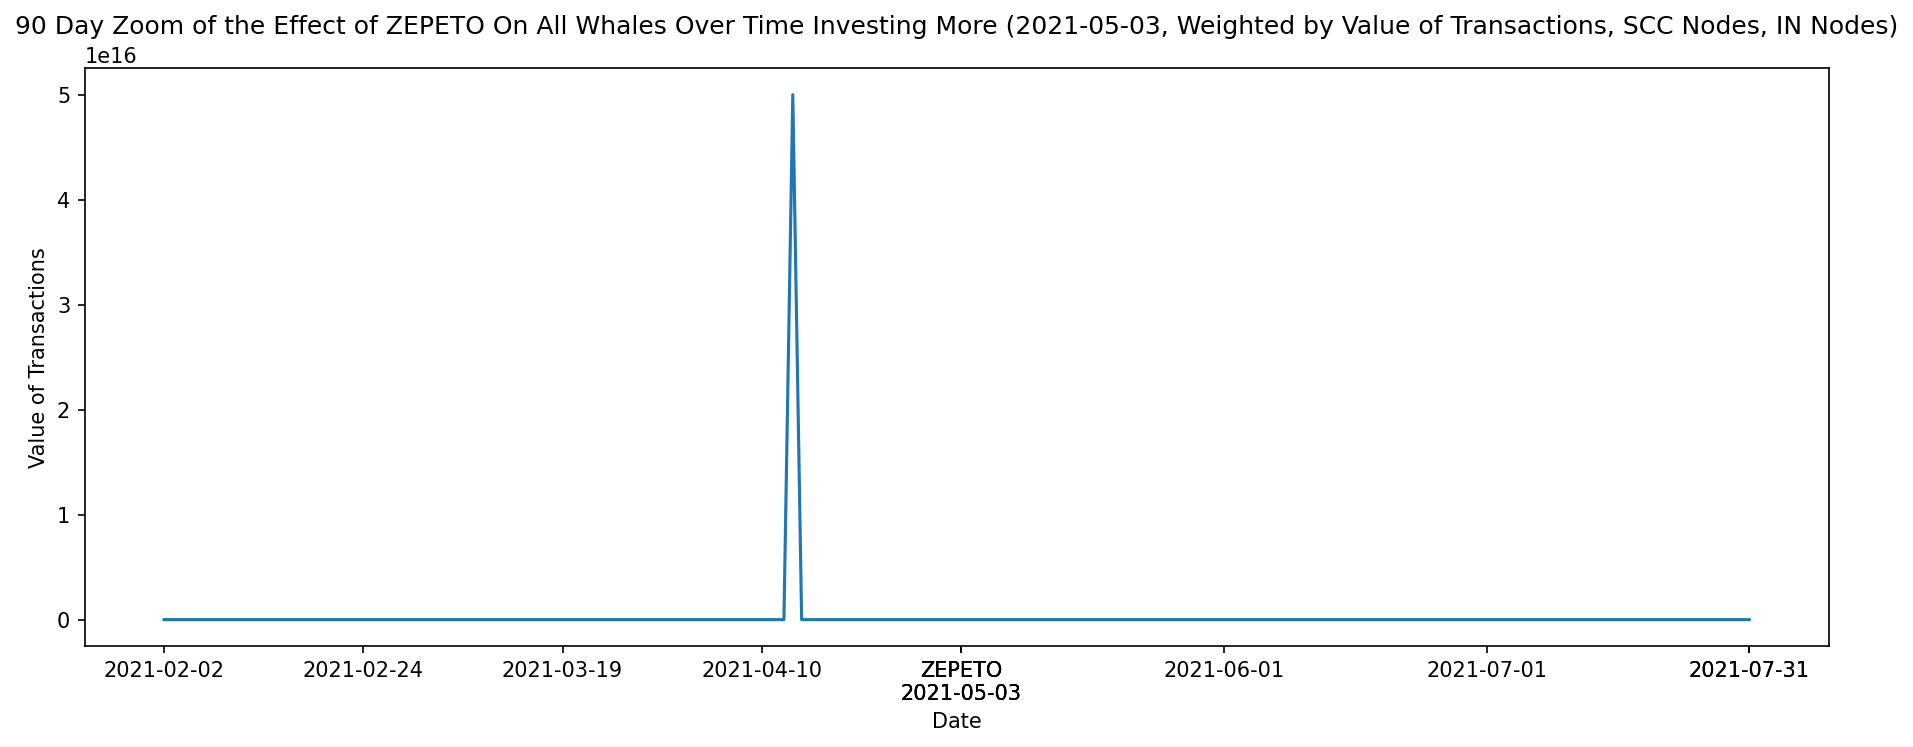 90 Day Zoom of the Effect of ZEPETO On All Whales Over Time Investing More (2021-05-03, Weighted by Value of Transactions, SCC Nodes, IN Nodes)
1e16
5
4
3
2
1
0
Value of Transactions
2021-02-02
2021-02-24
2021-03-19
2021-04-10
ZEPETO
2021-05-03
2021-06-01
2021-07-01
2021-07-31
Date